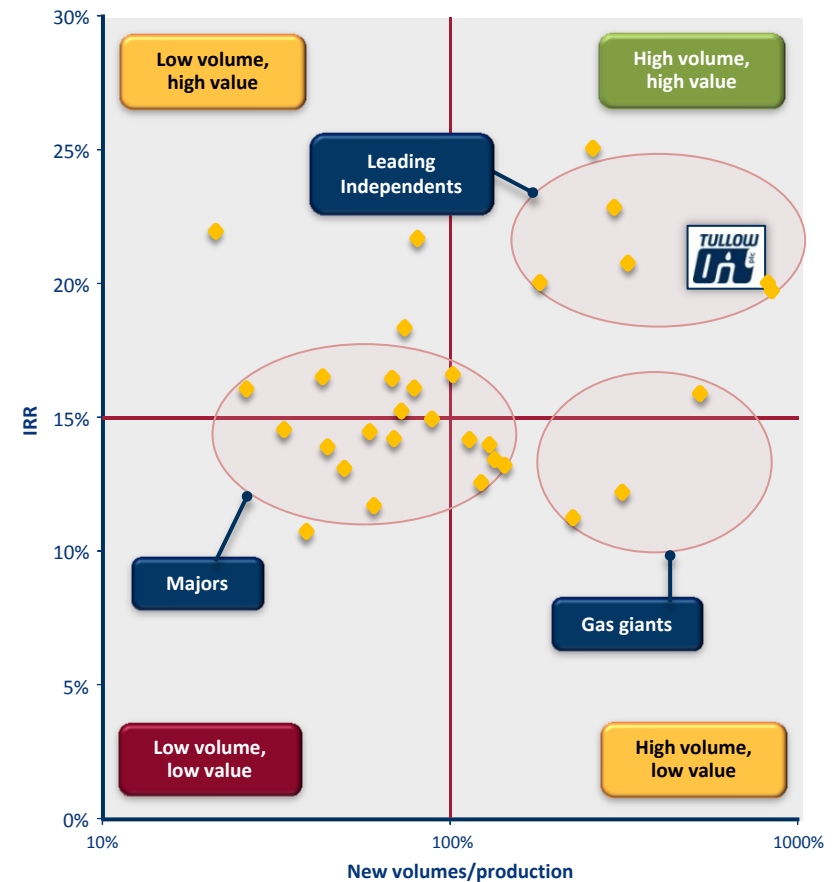 30%
Low volume,
high value
High volume,
high value
25%
Leading
Independents
TULLOW
OIL
plc
20%
15%
IRR
10%
Majors
Gas giants
5%
Low volume,
low value
High volume,
low value
0%
10%
100%
1000%
New volumes/production